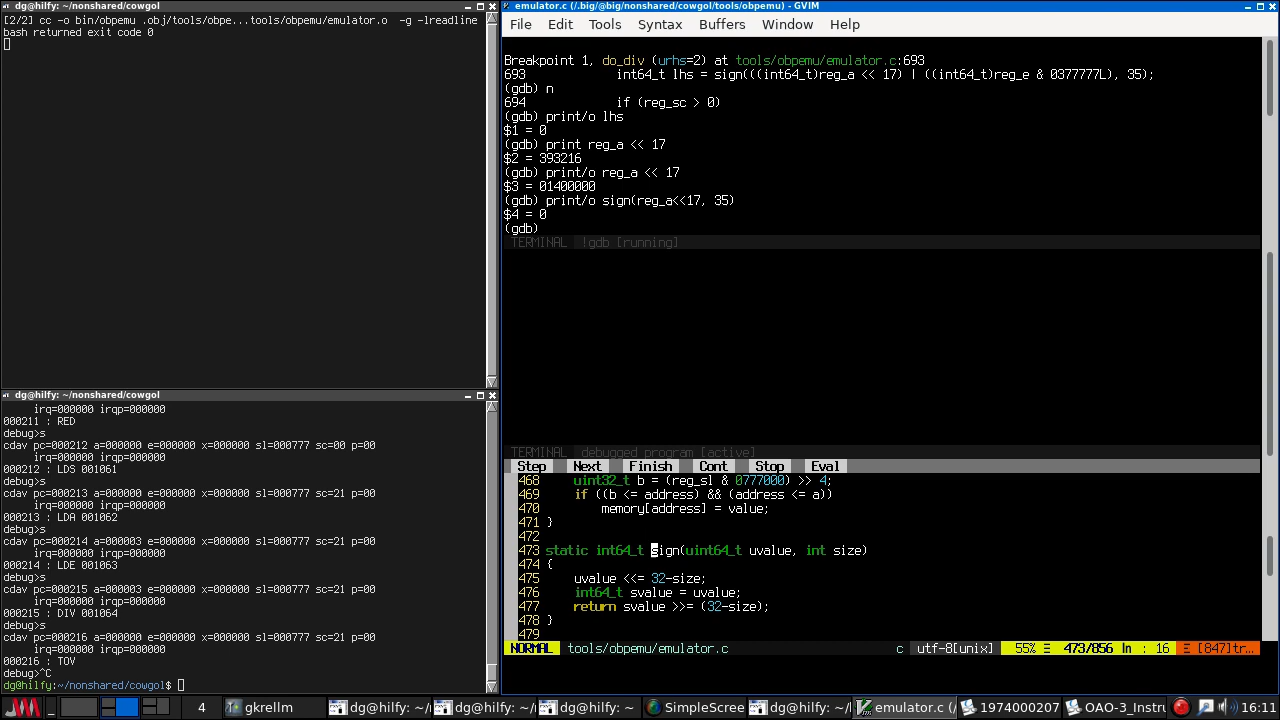 dg@hilfy: ~/nonshared/cowgol
[2/22] cc -o bin/obpemu .obj/tools/obpe...tools/obpemu/emulator.o  -g -lreadline
bash returned exit code 0
dg@hilfy: ~/nonshared/cowgol
irq=000000 irqp=000000
000211 : RED
debug>s
cdav pc=000212 a=000000 e=000000 x=000000 sl=000777 sc=00 p=00
irq=000000 irqp=000000
000212 : LDS 001061
debug>s
cdav pc=000213 a=000000 e=000000 x=000000 sl=000777 sc=21 p=00
irq=000000 irqp=000000
000213 : LDA 001062
debug>s
cdav pc=000214 a=000003 e=000000 x=000000 sl=000777 sc=21 p=00
irq=000000 irqp=000000
000214 : LDE 001063
debug>s
cdav pc=000215 a=000003 e=000000 x=000000 sl=000777 sc=21 p=00
irq=000000 irqp=000000
000215 : DIV 001064
debug>s
cdav pc=000216 a=000000 e=000000 x=000000 sl=000777 sc=21 p=00
irq=000000 irqp=000000
000216 : TOV
debug>^C
dg@hilfy:~/nonshared/cowgol$
emulator.c (/.big/@big/nonshared/cowgol/tools/obpemu) - GVIM
File Edit Tools Syntax Buffers Window Help
Breakpoint 1, do_div (urhs=2) at tools/obpemu/emulator.c:693
693 int64_t lhs = sign(((int64_t)reg_a << 17) | ((int64_t)reg_e & 0377777L), 35);
(gdb) n
694 if (reg_sc > 0)
(gdb) print/o lhs
$1 = 0
(gdb) print reg_a << 17
$2 = 393216
(gdb) print/o reg_a << 17
$3 = 01400000
(gdb) print/o sign(reg_a<<17, 35)
$4 = 0
(gdb)
TERMINAL !gdb [running]
TERMINAL debugged program [active]
Step Next Finish Cont Stop Eval
468 uint32_t b = (reg_sl & 0777000) >> 4;
469 if ((b <= address) && (address <= a))
470 memory[address] = value;
471 }
472
473 static int64_t sign(uint64_t uvalue, int size)
474 {
475 uvalue <<= 32-size;
476 int64_t svalue = uvalue;
477 return svalue >>= (32-size);
478 }
479
NORMAL tools/obpemu/emulator.c c utf-8[unix] 55% Ξ 473/856 ln : 16 Ξ [847]tr…
4 gkrellm dg@hilfy: ~/ dg@hilfy: ~/ dg@hilfy: ~ SimpleScree dg@hilfy: ~/ emulator.c (/ 1974000207 OAO-3_Instru 16:11